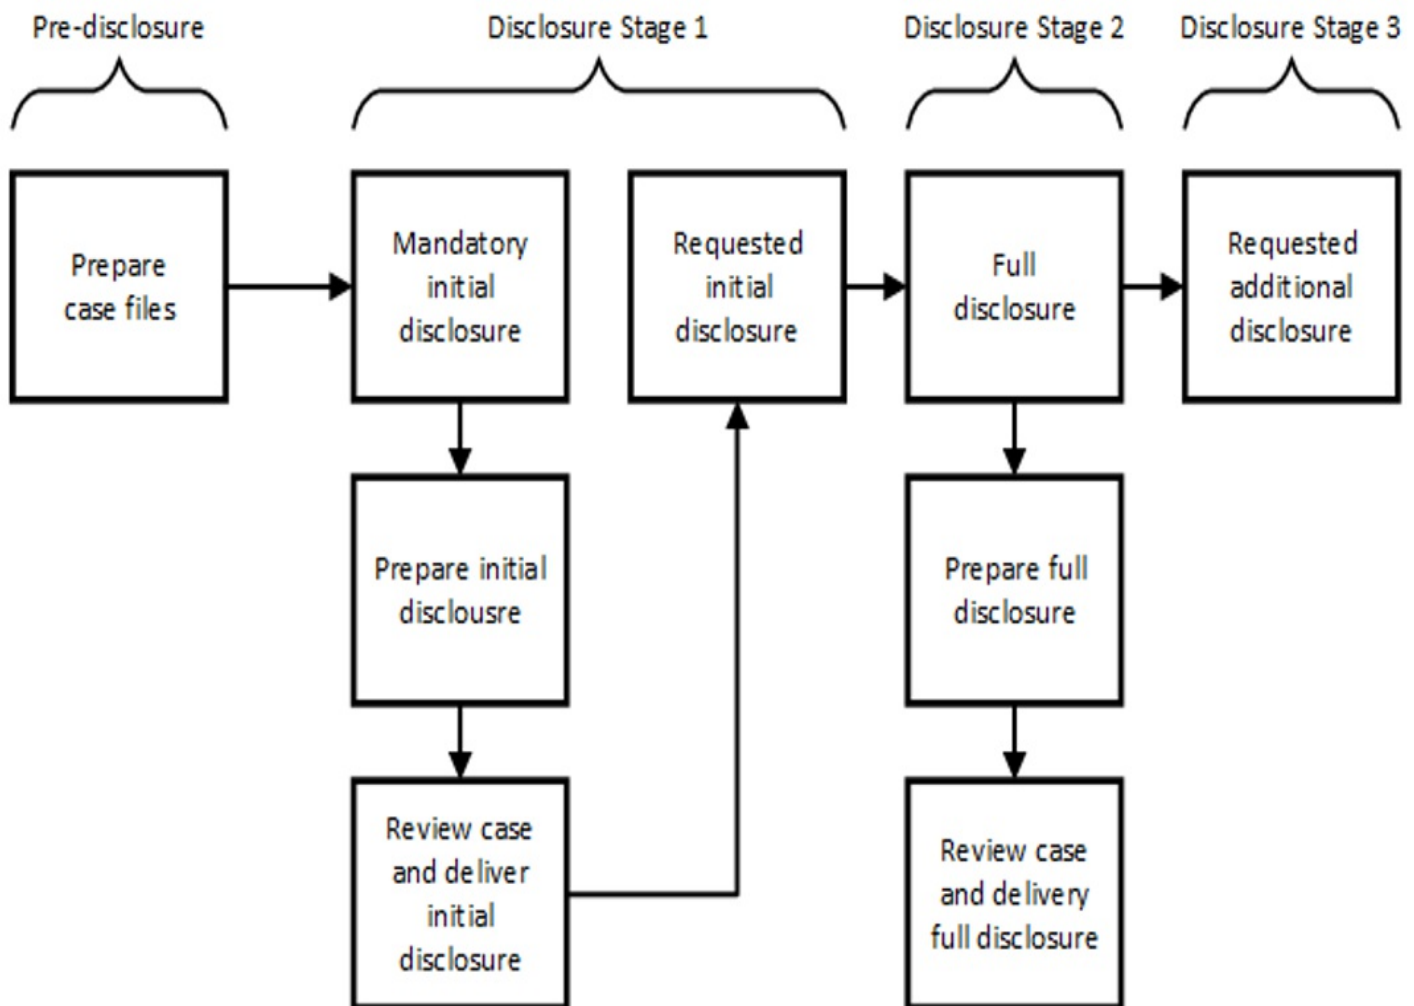 Pre-disclosure
Disclosure Stage 1
Disclosure Stage 2
Disclosure Stage 3
Prepare
case files
Mandatory
initial
disclosure
Requested
initial
disclosure
Full
disclosure
Requested
additional
disclosure
Prepare initial
disclousre
Prepare full
disclosure
Review case
and deliver
initial
disclosure
Review case
and delivery
full disclosure